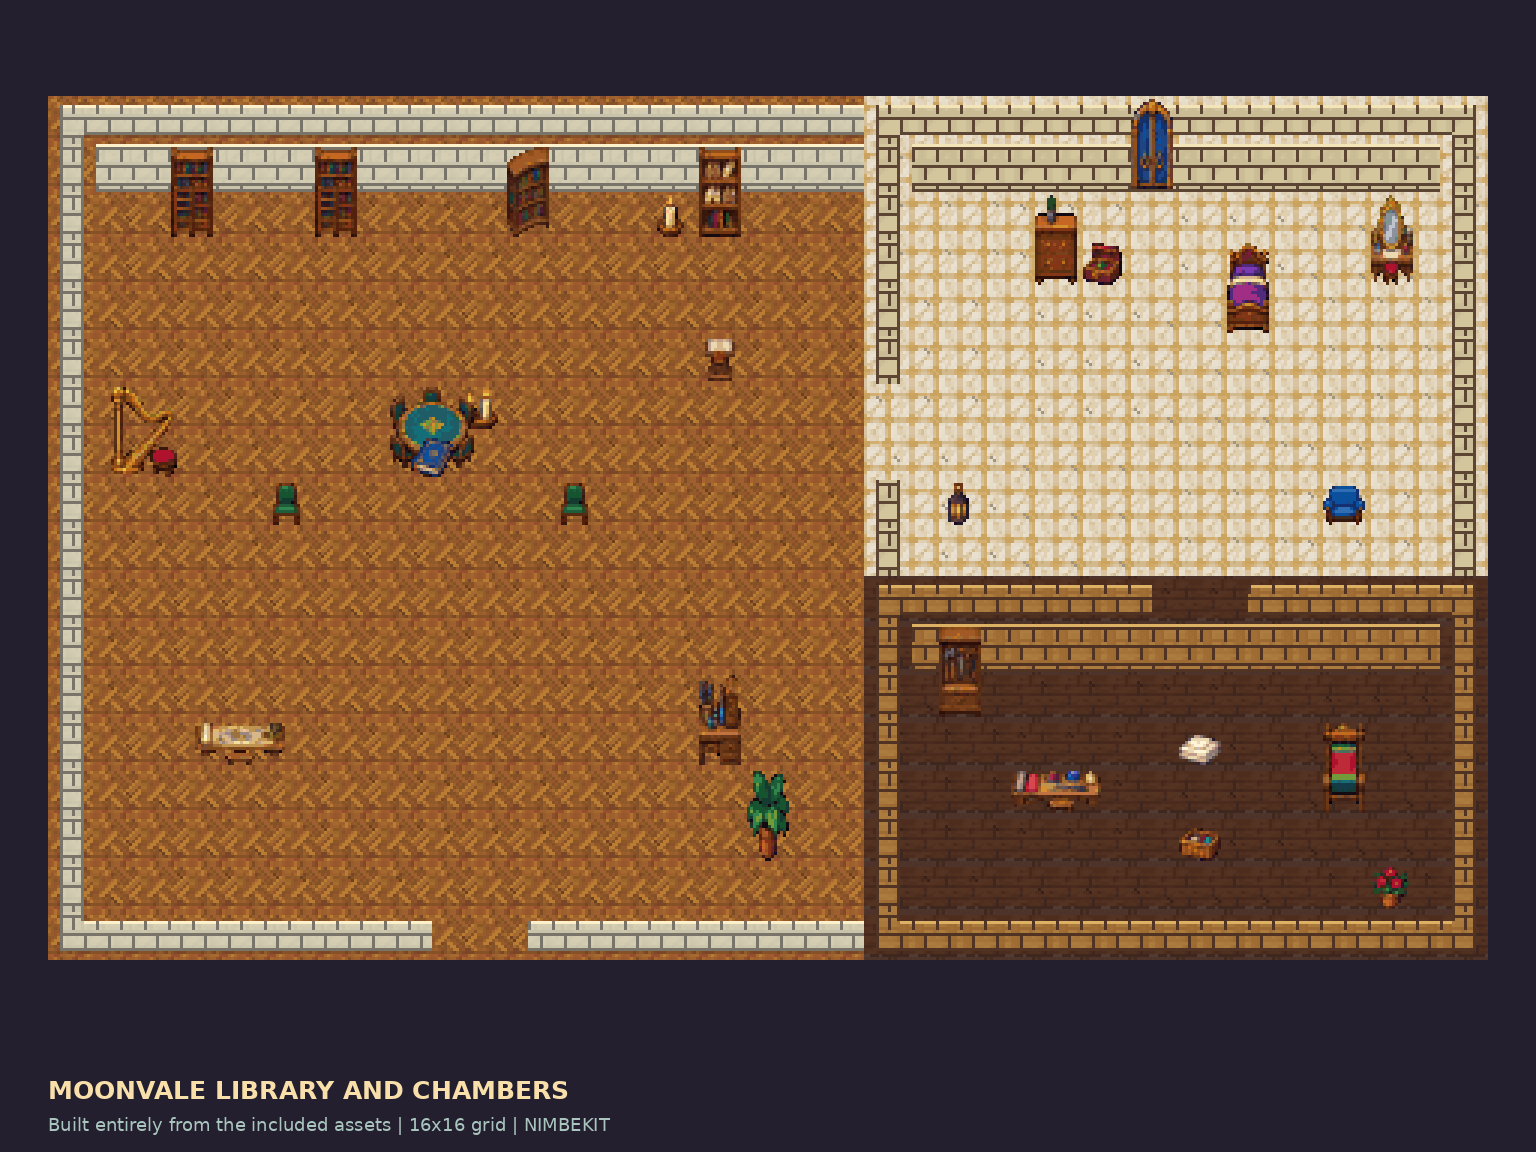 MOONVALE LIBRARY AND CHAMBERS
Built entirely from the included assets | 16x16 grid | NIMBEKIT